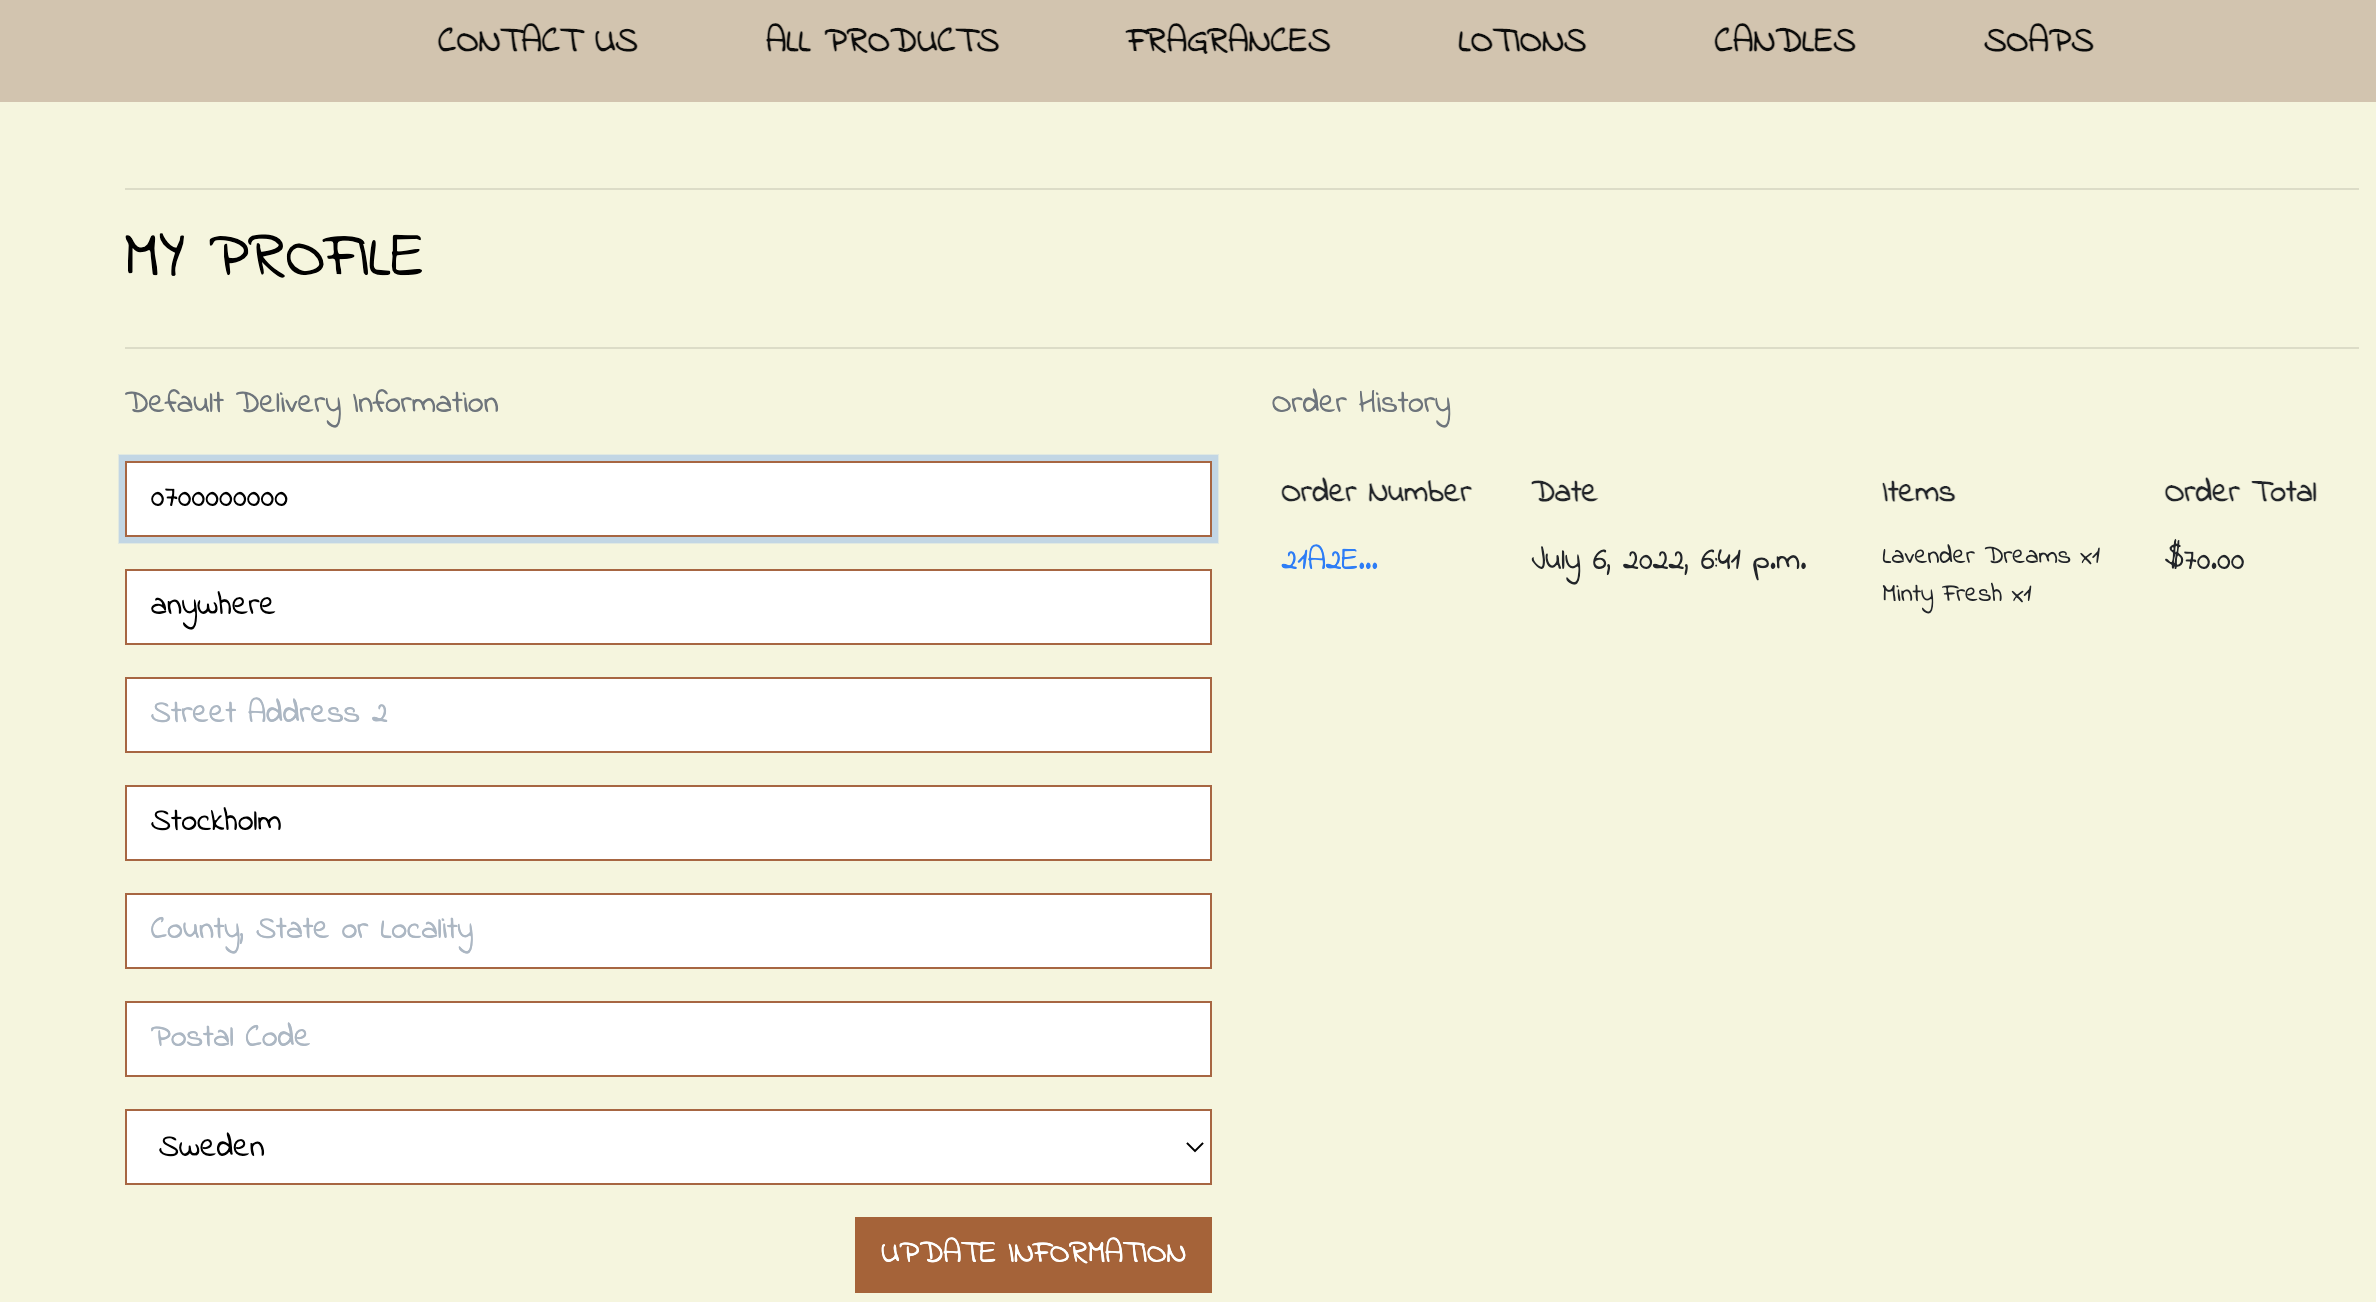 CONTACT US ALL PRODUCTS FRAGRANCES LOTIONS CANDLES SOAPS
MY PROFILE
Default Delivery Information
0700000000
anywhere
Street Address 2
Stockholm
County, State or Locality
Postal Code
Sweden
UPDATE INFORMATION
Order History
Order Number Date Items Order Total
21A2E... July 6, 2022, 6:41 p.m. Lavender Dreams x1 $70.00
Minty Fresh x1